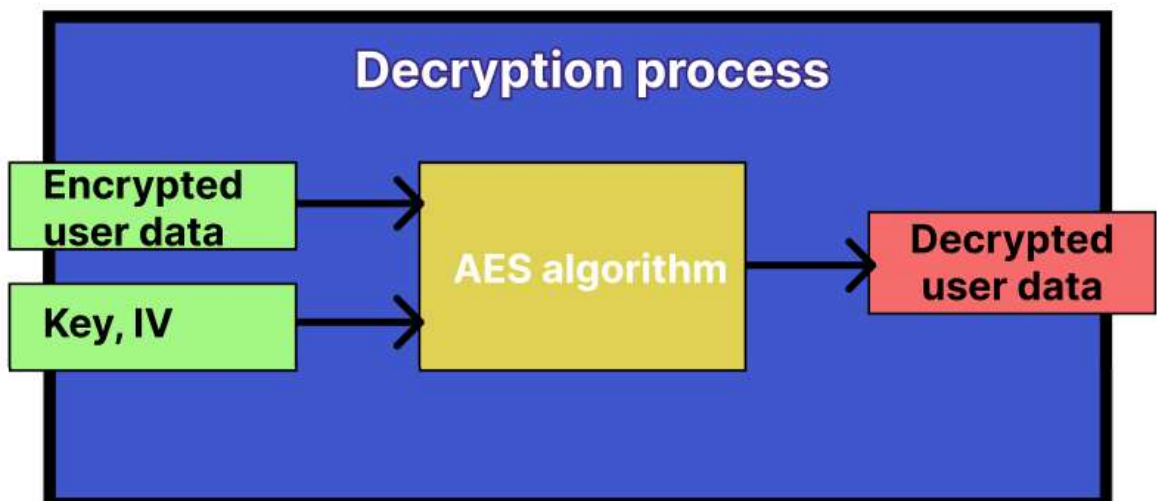 Decryption process
Encrypted
user data
Key, IV
AES algorithm
Decrypted
user data